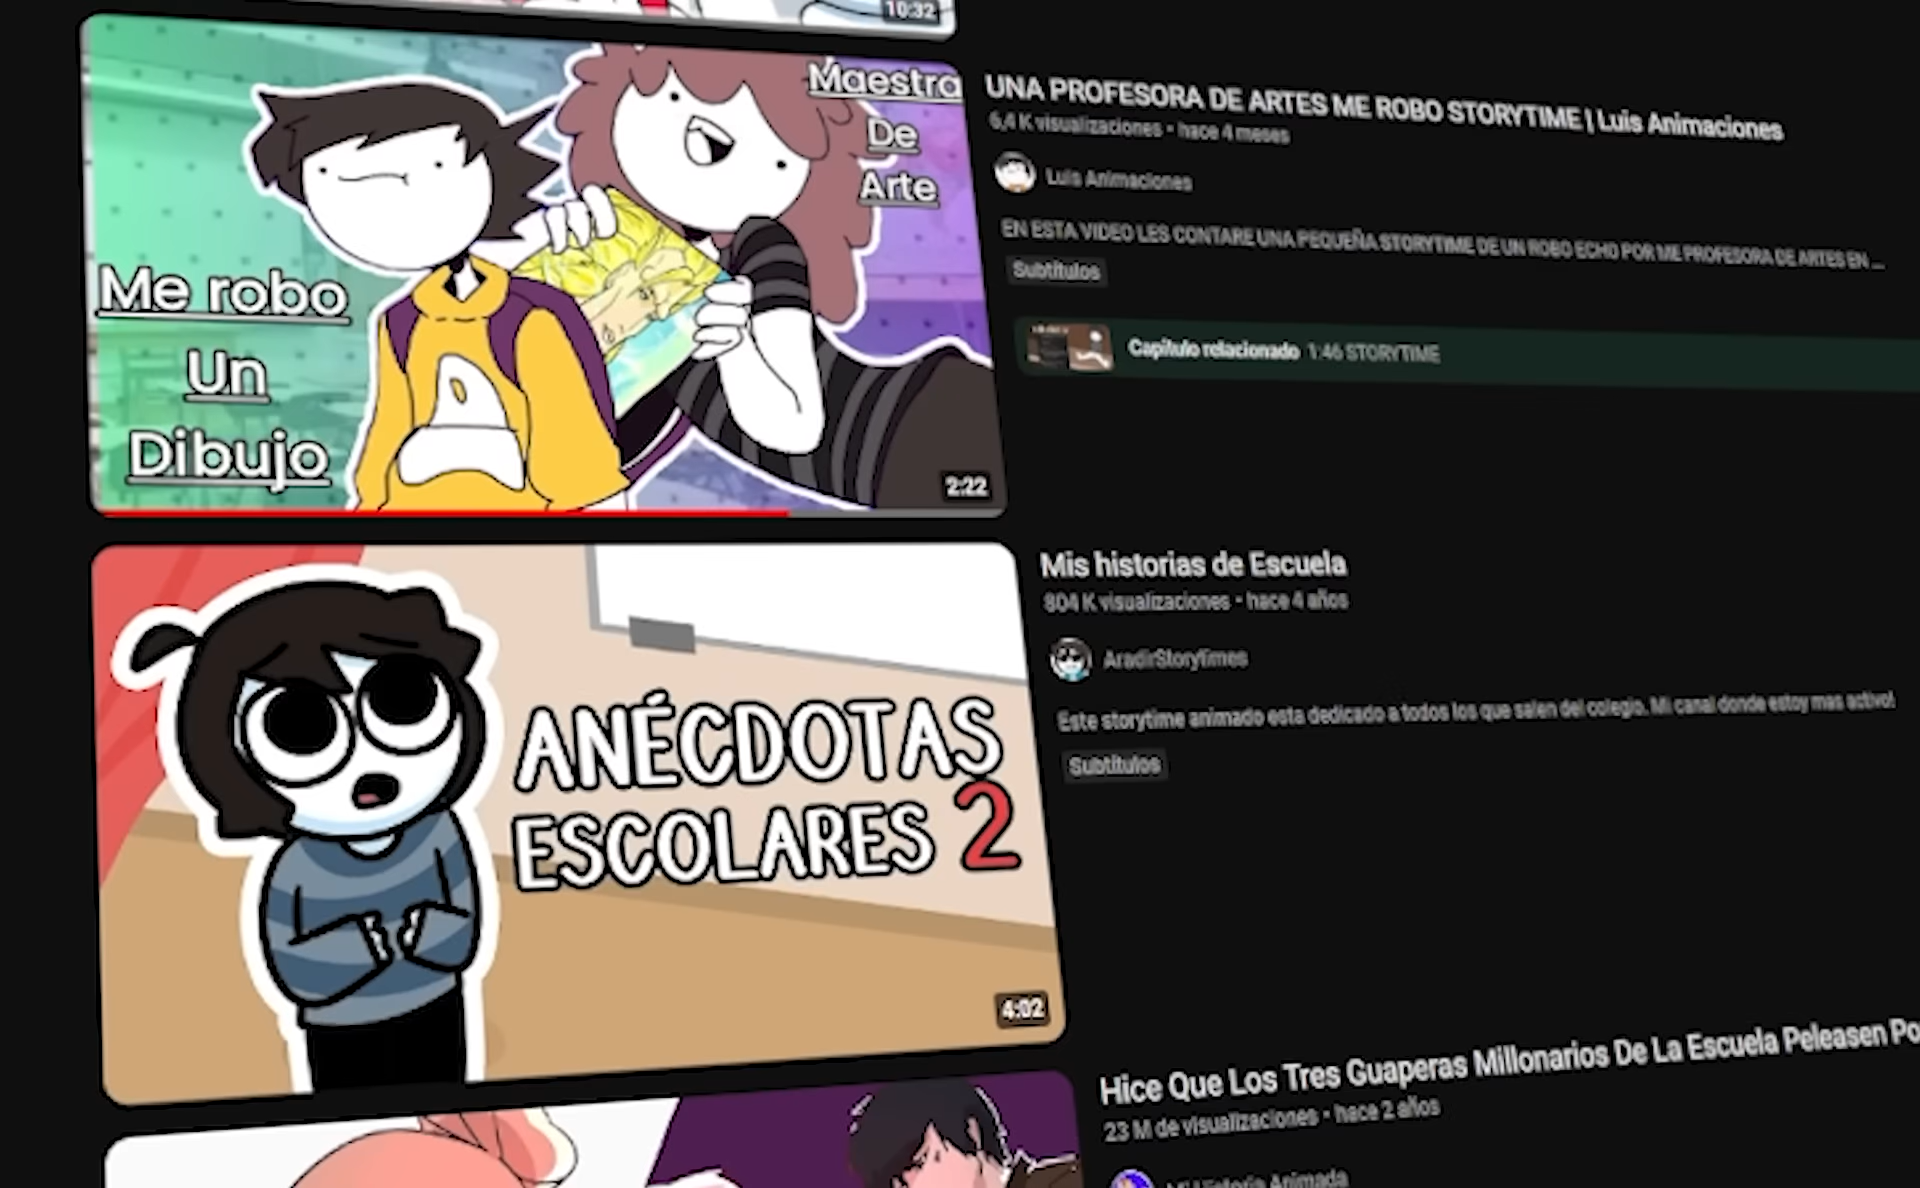 10:32
Maestra
De
Arte
Me robo
Un
Dibujo
2:22
UNA PROFESORA DE ARTES ME ROBO STORYTIME | Luis Animaciones
6,4 K visualizaciones • hace 4 meses
Luis Animaciones
EN ESTA VIDEO LES CONTARE UNA PEQUEÑA STORYTIME DE UN ROBO ECHO POR ME PROFESORA DE ARTES EN ...
Subtítulos
Capítulo relacionado 1:46 STORYTIME
ANÉCDOTAS
ESCOLARES 2
4:02
Mis historias de Escuela
804 K visualizaciones • hace 4 años
AradirStorytimes
Este storytime animado esta dedicado a todos los que salen del colegio. Mi canal donde estoy mas activo!
Subtítulos
Hice Que Los Tres Guaperas Millonarios De La Escuela Peleasen Po
23 M de visualizaciones • hace 2 años
Mi Historia Animada